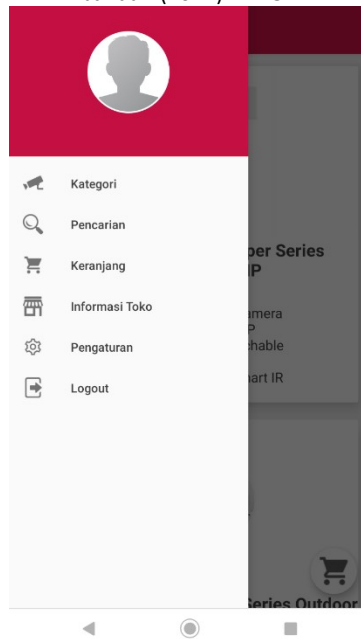 Kategori
Pencarian
Keranjang
Informasi Toko
Pengaturan
Logout
per Series
IP
amera
P
chable
art IR
Series Outdoor